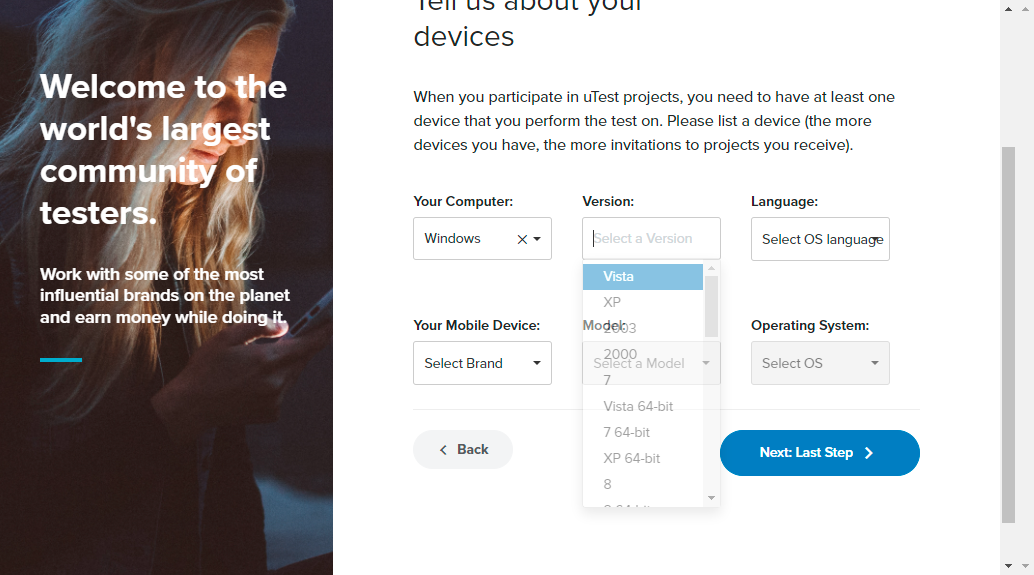 Tell us about your
devices
Welcome to the
world's largest
community of
testers.
Work with some of the most
influential brands on the planet
and earn money while doing it.
When you participate in uTest projects, you need to have at least one
device that you perform the test on. Please list a device (the more
devices you have, the more invitations to projects you receive).
Your Computer:
Version:
Language:
Windows
Select a Version
Select OS language
Vista
XP
2003
2000
7
Vista 64-bit
7 64-bit
XP 64-bit
8
8 64-bit
Your Mobile Device:
Model:
Operating System:
Select Brand
Select a Model
Select OS
Back
Next: Last Step